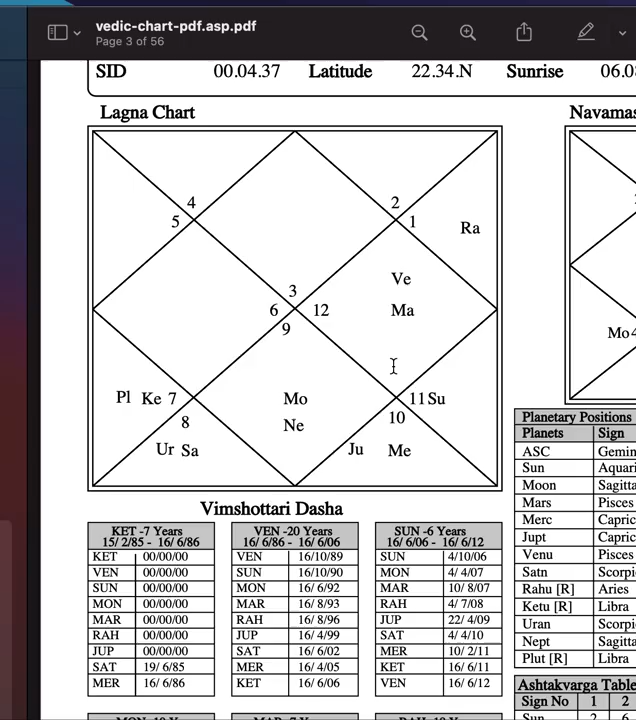 vedic-chart-pdf.asp.pdf
Page 3 of 56
SID 00.04.37 Latitude 22.34.N Sunrise 06.0
Lagna Chart
Navamas
4
5
2
1
Ra
Ve
3
6
12
Ma
9
Mo4
Pl Ke 7
8
Ur Sa
Mo
Ne
11 Su
10
Ju Me
Planetary Positions
Planets Sign
ASC Gemin
Sun Aquari
Moon Sagitta
Mars Pisces
Merc Capric
Jupt Capric
Venu Pisces
Satn Scorpi
Rahu [R] Aries
Ketu [R] Libra
Uran Scorpi
Nept Sagitta
Plut [R] Libra
Vimshottari Dasha
KET -7 Years
15/ 2/85 - 16/ 6/86
KET 00/00/00
VEN 00/00/00
SUN 00/00/00
MON 00/00/00
MAR 00/00/00
RAH 00/00/00
JUP 00/00/00
SAT 19/ 6/85
MER 16/ 6/86
VEN -20 Years
16/ 6/86 - 16/ 6/06
VEN 16/10/89
SUN 16/10/90
MON 16/ 6/92
MAR 16/ 8/93
RAH 16/ 8/96
JUP 16/ 4/99
SAT 16/ 6/02
MER 16/ 4/05
KET 16/ 6/06
SUN -6 Years
16/ 6/06 - 16/ 6/12
SUN 4/10/06
MON 4/ 4/07
MAR 10/ 8/07
RAH 4/ 7/08
JUP 22/ 4/09
SAT 4/ 4/10
MER 10/ 2/11
KET 16/ 6/11
VEN 16/ 6/12
Ashtakvarga Table
Sign No 1 2
Sun 2 6